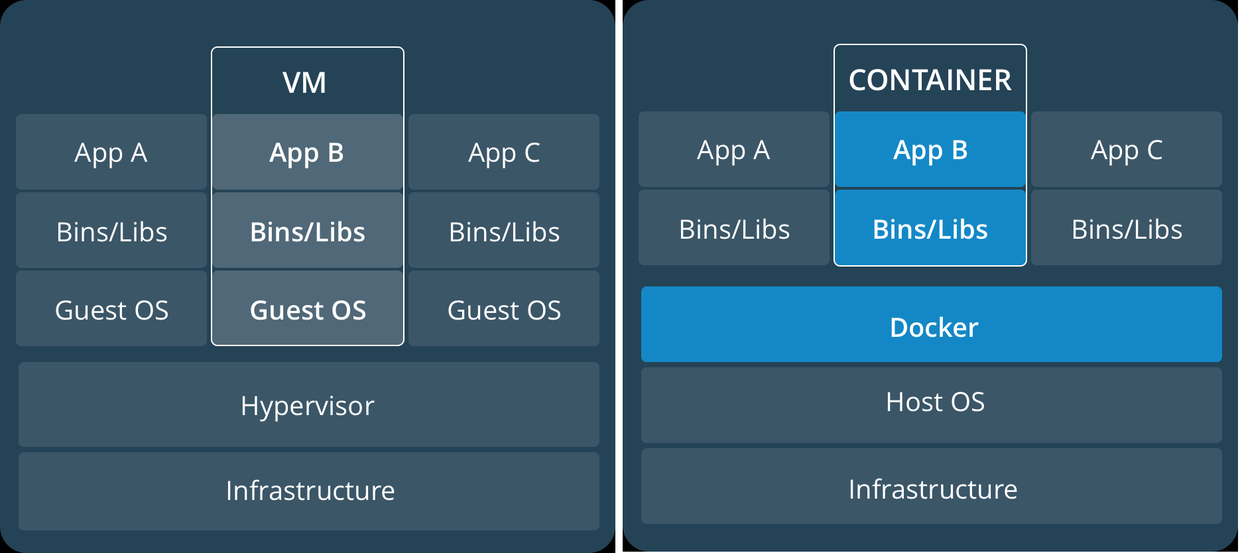 VM
App A
App B
App C
Bins/Libs
Bins/Libs
Bins/Libs
Guest OS
Guest OS
Guest OS
Hypervisor
Infrastructure
CONTAINER
App A
App B
App C
Bins/Libs
Bins/Libs
Bins/Libs
Docker
Host OS
Infrastructure